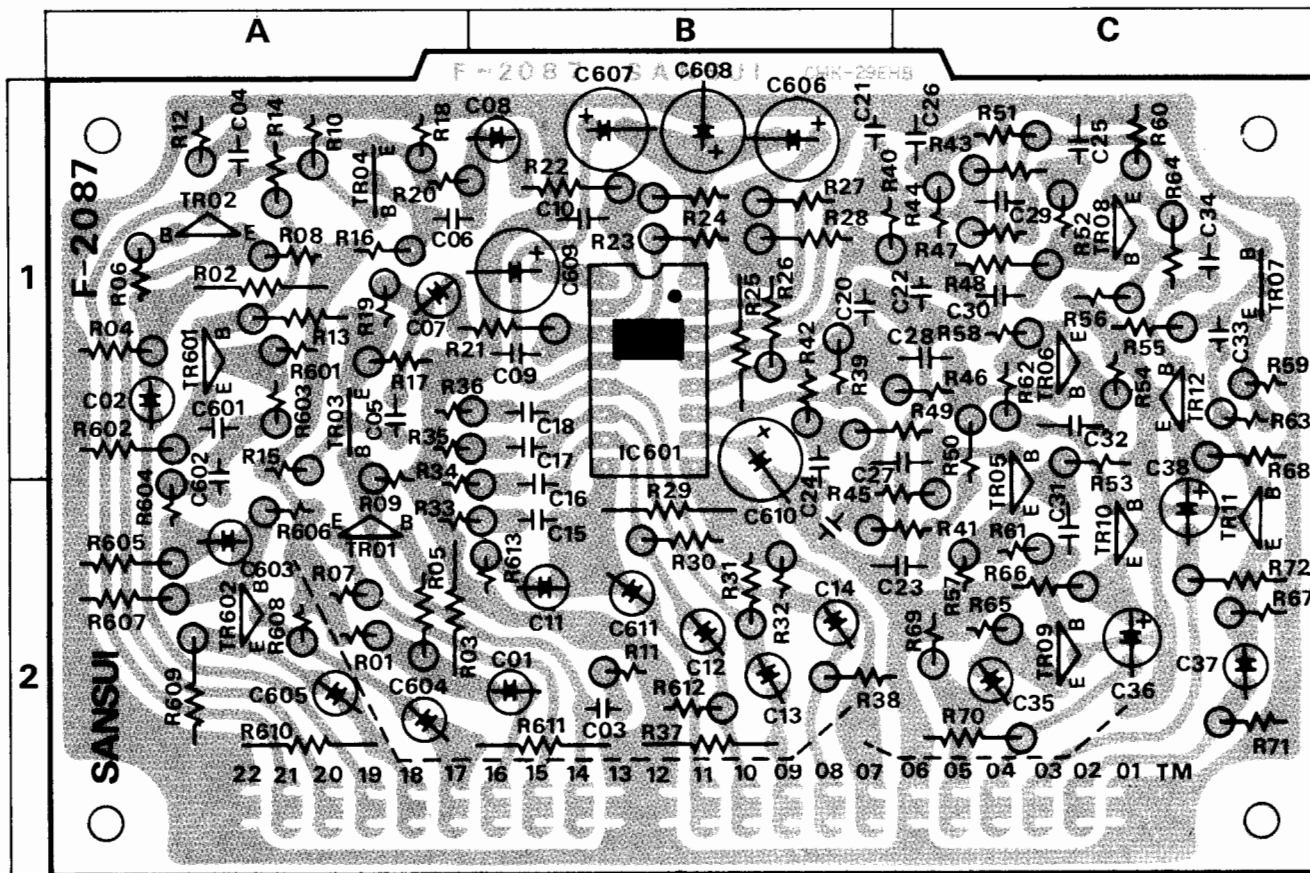 A B C
F-2087 SANSUI
C607 C608 C606
C04 R14 R10 R18 C08 C21 C26 R51 R60
R12 R43 C25
TR04 E R22 R40 R64
R20 B C10 R27 R44 C29 R52 TR08 E C34
TR02 R24 R28
B E C06 R23 R47 B B
R08 R16 TR07
F-2087 R06 R02 C609 R25 R26 C20 C22 R48 C30 E
1 R19 C07 R56
R04 R13 R21 R42 C28 R58 R55 C33
TR601 B E R601 R17 C09 R39 R46 R62 TR06 E B R54 B TR12 R59
C02 R36
C601 R603 TR03 E C05 C18 R49 E R63
R602 R35 C32
R15 B C17 IC601 R50 R68
C602 R34 C24 C27 TR05 B E R53 C38
R604 R09 C16 R29 R45 C31 TR11 B
R33 C610 TR10 B
R606 E B C15 R41 R61 E
R605 TR01 R30 E
C603 R613 R31 C23 R66 R72
R07 R05 C14 R57 R67
R607 TR602 B R608 C11 C611 R32 R65
E R03 R69 TR09 B
R01 R11 C12 E
2 C01 C37
C605 C604 R612 C13 R38 C35 C36
R609 C03
R610 R611 R37 R70 R71
SANSUI
22 21 20 19 18 17 16 15 14 13 12 11 10 09 08 07 06 05 04 03 02 01 TM